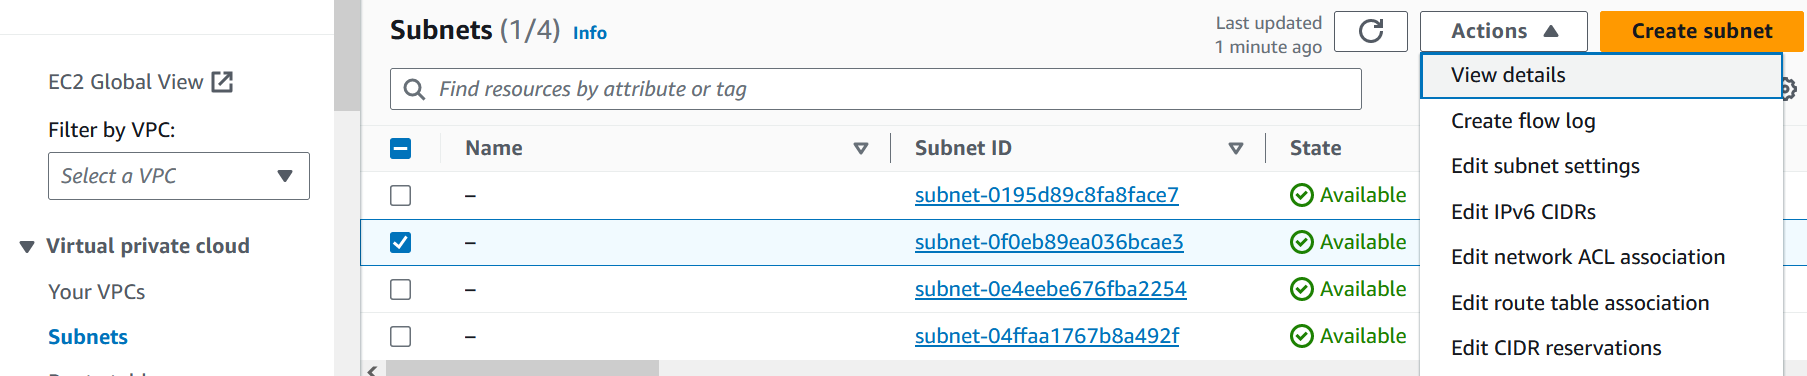 EC2 Global View
Filter by VPC:
Select a VPC
Virtual private cloud
Your VPCs
Subnets
Subnets (1/4) Info
Last updated
1 minute ago
Actions
Create subnet
Find resources by attribute or tag
View details
Create flow log
Edit subnet settings
Edit IPv6 CIDRs
Edit network ACL association
Edit route table association
Edit CIDR reservations
Name Subnet ID State
– subnet-0195d89c8fa8face7 Available
– subnet-0f0eb89ea036bcae3 Available
– subnet-0e4eebe676fba2254 Available
– subnet-04ffaa1767b8a492f Available